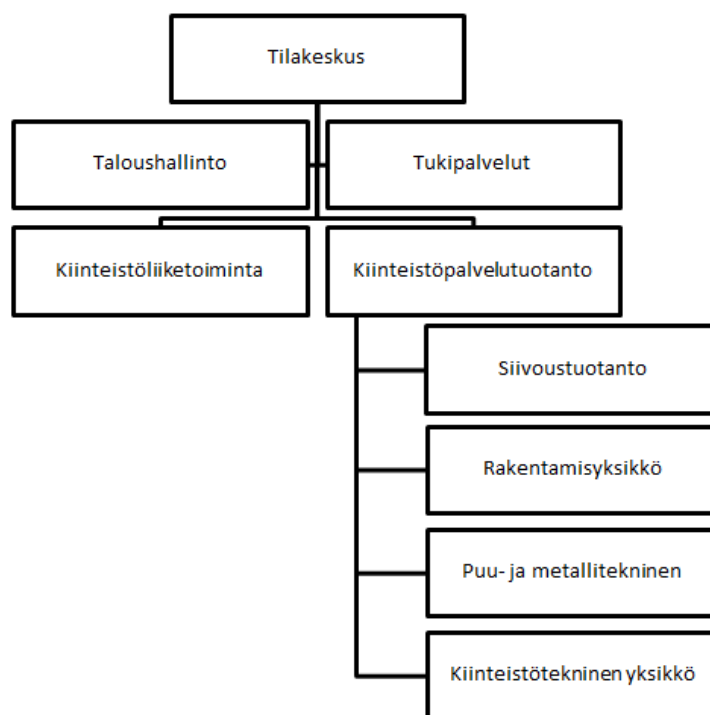 Tilakeskus
Taloushallinto
Tukipalvelut
Kiinteistöliiketoiminta
Kiinteistöpalvelutuotanto
Siivoustuotanto
Rakentamisyksikkö
Puu- ja metallitekninen
Kiinteistötekninen yksikkö